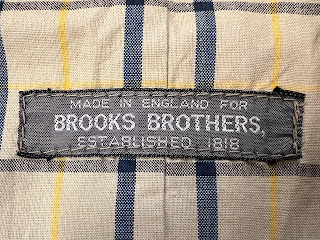 MADE IN ENGLAND FOR
BROOKS BROTHERS,
ESTABLISHED 1818